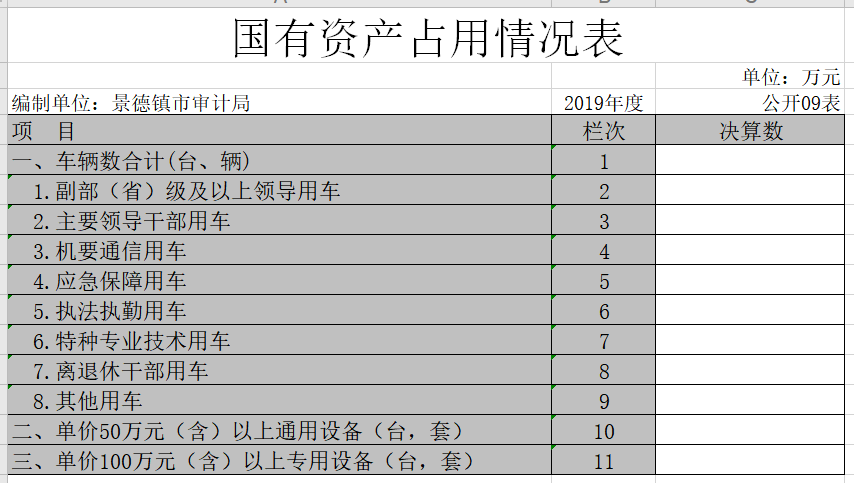 国有资产占用情况表
单位：万元
编制单位：景德镇市审计局 2019年度 公开09表
项 目 栏次 决算数
一、车辆数合计(台、辆) 1
1.副部（省）级及以上领导用车 2
2.主要领导干部用车 3
3.机要通信用车 4
4.应急保障用车 5
5.执法执勤用车 6
6.特种专业技术用车 7
7.离退休干部用车 8
8.其他用车 9
二、单价50万元（含）以上通用设备（台，套） 10
三、单价100万元（含）以上专用设备（台，套） 11